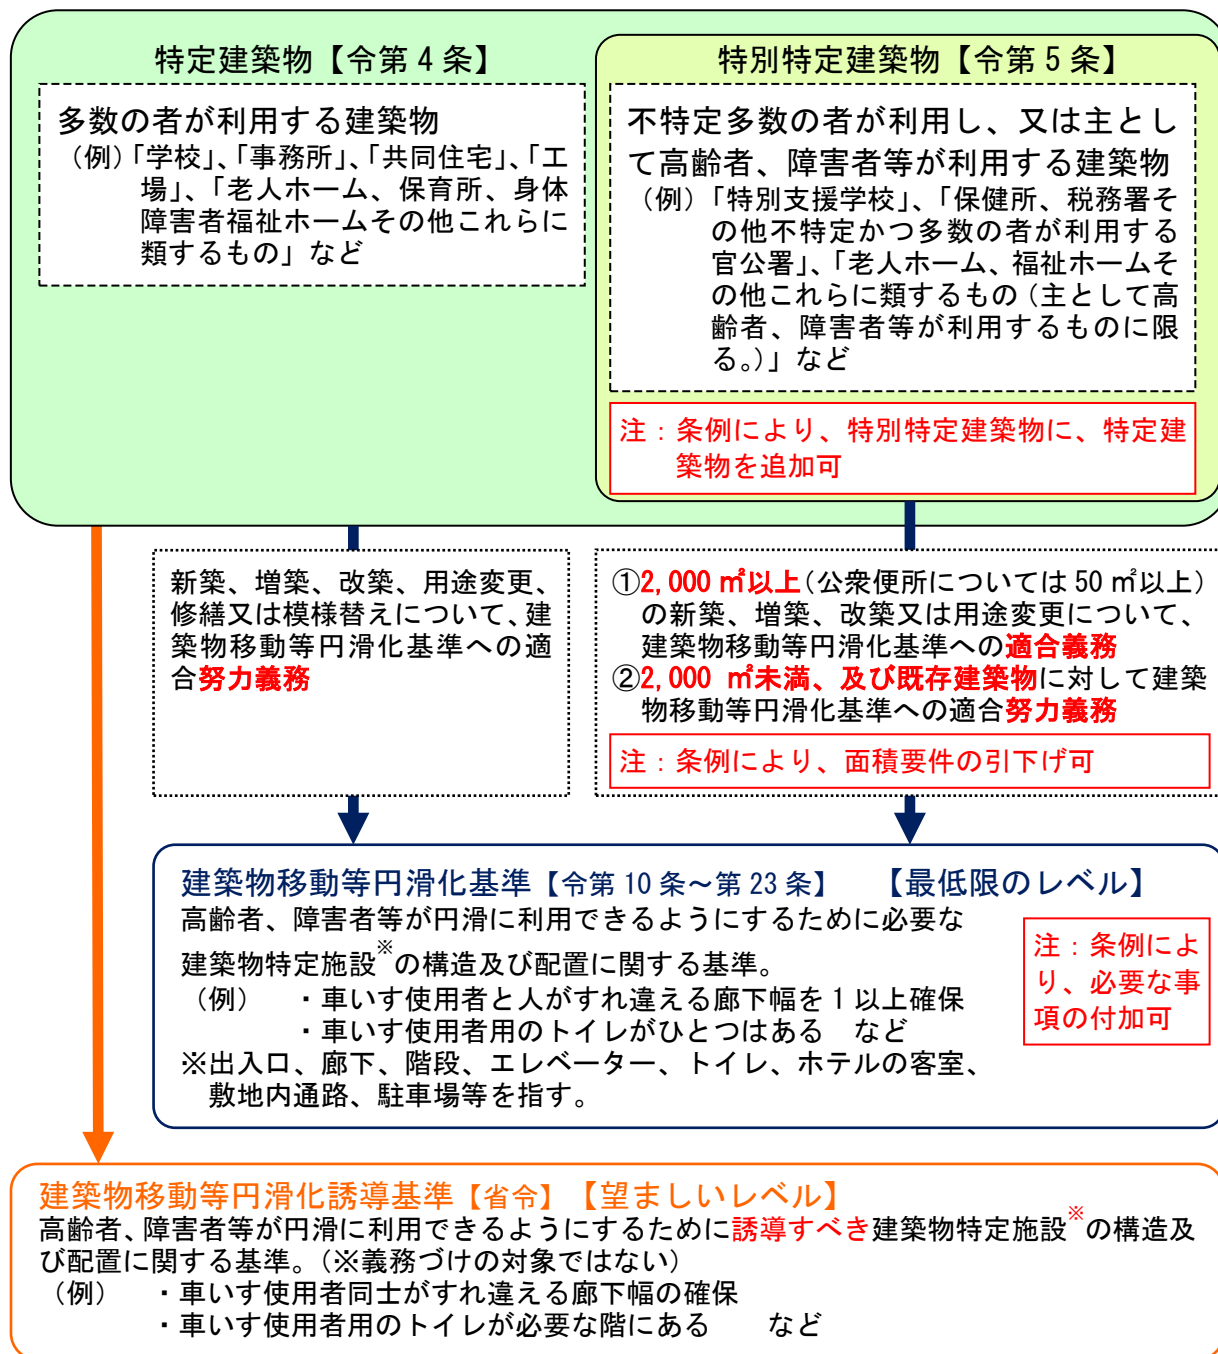 特定建築物【令第４条】
多数の者が利用する建築物
（例）「学校」、「事務所」、「共同住宅」、「工
場」、「老人ホーム、保育所、身体
障害者福祉ホームその他これらに
類するもの」など
特別特定建築物【令第５条】
不特定多数の者が利用し、又は主とし
て高齢者、障害者等が利用する建築物
（例）「特別支援学校」、「保健所、税務署そ
の他不特定かつ多数の者が利用する
官公署」、「老人ホーム、福祉ホームそ
の他これらに類するもの（主として高
齢者、障害者等が利用するものに限
る。）」など
注：条例により、特別特定建築物に、特定建
築物を追加可
新築、増築、改築、用途変更、
修繕又は模様替えについて、建
築物移動等円滑化基準への適
合努力義務
①2,000 ㎡以上（公衆便所については 50 ㎡以上）
の新築、増築、改築又は用途変更について、
建築物移動等円滑化基準への適合義務
②2,000 ㎡未満、及び既存建築物に対して建築
物移動等円滑化基準への適合努力義務
注：条例により、面積要件の引下げ可
建築物移動等円滑化基準【令第 10 条～第 23 条】 【最低限のレベル】
高齢者、障害者等が円滑に利用できるようにするために必要な
建築物特定施設※の構造及び配置に関する基準。
（例） ・車いす使用者と人がすれ違える廊下幅を１以上確保
・車いす使用者用のトイレがひとつはある など
※出入口、廊下、階段、エレベーター、トイレ、ホテルの客室、
敷地内通路、駐車場等を指す。
注：条例によ
り、必要な事
項の付加可
建築物移動等円滑化誘導基準【省令】【望ましいレベル】
高齢者、障害者等が円滑に利用できるようにするために誘導すべき建築物特定施設※の構造及
び配置に関する基準。（※義務づけの対象ではない）
（例） ・車いす使用者同士がすれ違える廊下幅の確保
・車いす使用者用のトイレが必要な階にある など